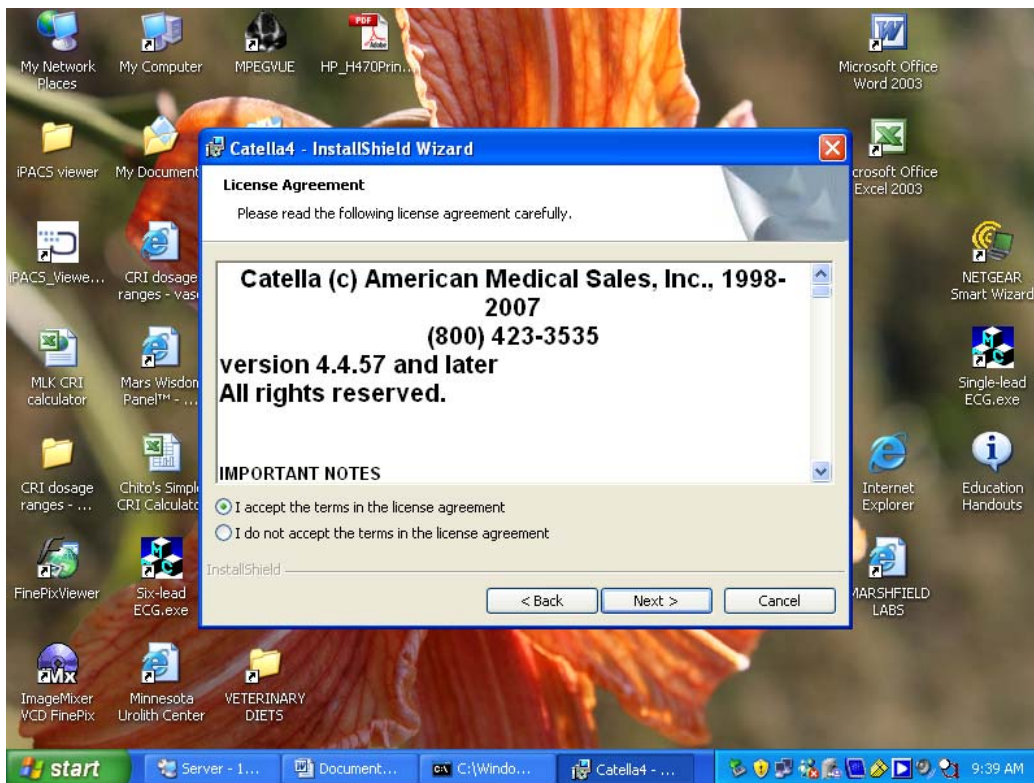 My Network
Places
My Computer
MPEGVUE
PDF
Adobe
HP_H470Prin...
Microsoft Office
Word 2003
iPACS viewer
My Document
crosoft Office
Excel 2003
iPACS_Viewe...
CRI dosage
ranges - vas
NETGEAR
Smart Wizard
MLK CRI
calculator
Mars Wisdon
Panel™ - ...
Single-lead
ECG.exe
CRI dosage
ranges - ...
Chito's Simpl
CRI Calculato
Internet
Explorer
Education
Handouts
FinePixViewer
Six-lead
ECG.exe
MARSHFIELD
LABS
ImageMixer
VCD FinePix
Minnesota
Urolith Center
VETERINARY
DIETS
Catella4 - InstallShield Wizard
License Agreement
Please read the following license agreement carefully.
Catella (c) American Medical Sales, Inc., 1998-
2007
(800) 423-3535
version 4.4.57 and later
All rights reserved.
IMPORTANT NOTES
I accept the terms in the license agreement
I do not accept the terms in the license agreement
InstallShield
< Back
Next >
Cancel
start
Server - 1...
Document...
C:\Windo...
Catella4 - ...
9:39 AM